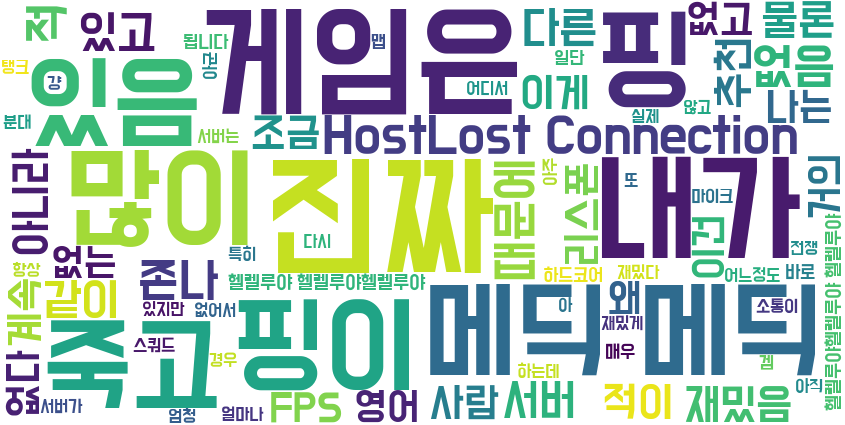 적
있고
게임은
핑
다른
없고
물론
됩니다
맵
탱크
걍
있음
어디서
일단
이게
추천
없음
나는
분대
서버는
조금
HostLost Connection
실제
않고
아니라
많이
진짜
때문에
리스폰
또
내가
마이크
거의
다시
이건
전쟁
없는
특히
존나
헬렐루야 헬렐루야헬렐루야
하드코어
재밌다
어느정도
바로
항상
계속
같이
있지만
없어서
아
왜
소통이
재밌게
죽고
핑이
메딕
메딕
스쿼드
경우
매우
겜
없다
하는데
아직
서버가
엄청
얼마나
FPS
영어
사람
서버
적이
재밌음
헬렐루야헬렐루야 헬렐루야